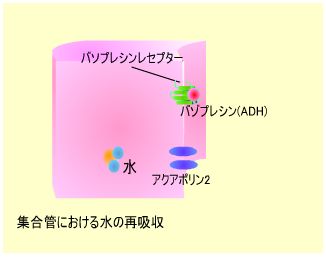 バソプレシンレセプター
バソプレシン(ADH)
水
アクアポリン2
集合管における水の再吸収